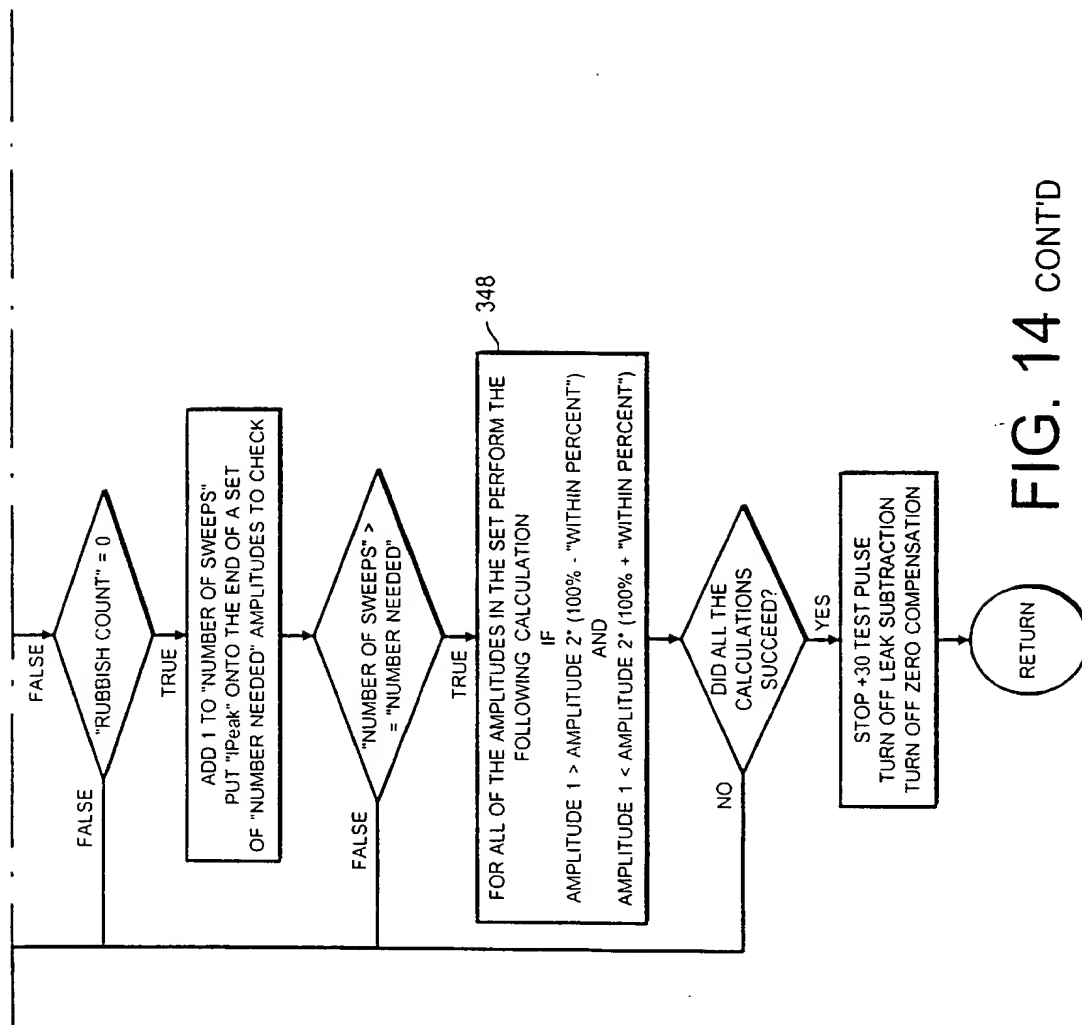 FALSE
"RUBBISH COUNT" = 0
FALSE
TRUE
ADD 1 TO "NUMBER OF SWEEPS"
PUT "IPeak" ONTO THE END OF A SET
OF "NUMBER NEEDED" AMPLITUDES TO CHECK
"NUMBER OF SWEEPS" >
= "NUMBER NEEDED"
FALSE
TRUE
348
FOR ALL OF THE AMPLITUDES IN THE SET PERFORM THE
FOLLOWING CALCULATION
IF
AMPLITUDE 1 > AMPLITUDE 2* (100% - "WITHIN PERCENT")
AND
AMPLITUDE 1 < AMPLITUDE 2* (100% + "WITHIN PERCENT")
DID ALL THE
CALCULATIONS
SUCCEED?
NO
YES
STOP +30 TEST PULSE
TURN OFF LEAK SUBTRACTION
TURN OFF ZERO COMPENSATION
RETURN
FIG. 14 CONT'D